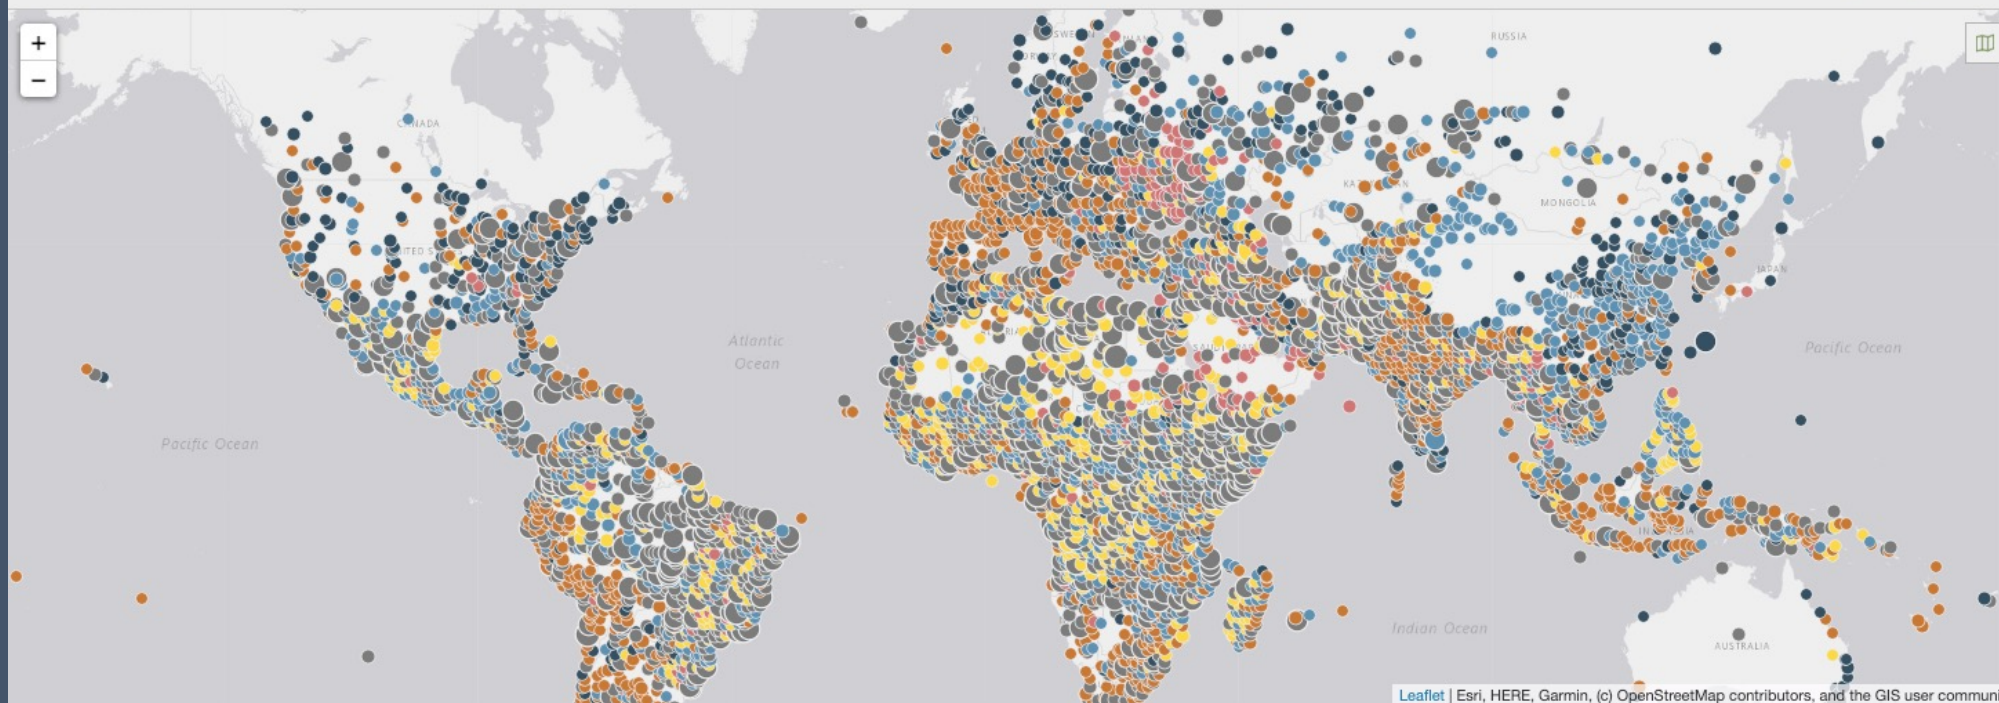 +
−
RUSSIA
CANADA
MONGOLIA
JAPAN
Atlantic
Ocean
Pacific Ocean
Pacific Ocean
Indian Ocean
AUSTRALIA
Leaflet | Esri, HERE, Garmin, (c) OpenStreetMap contributors, and the GIS user communi